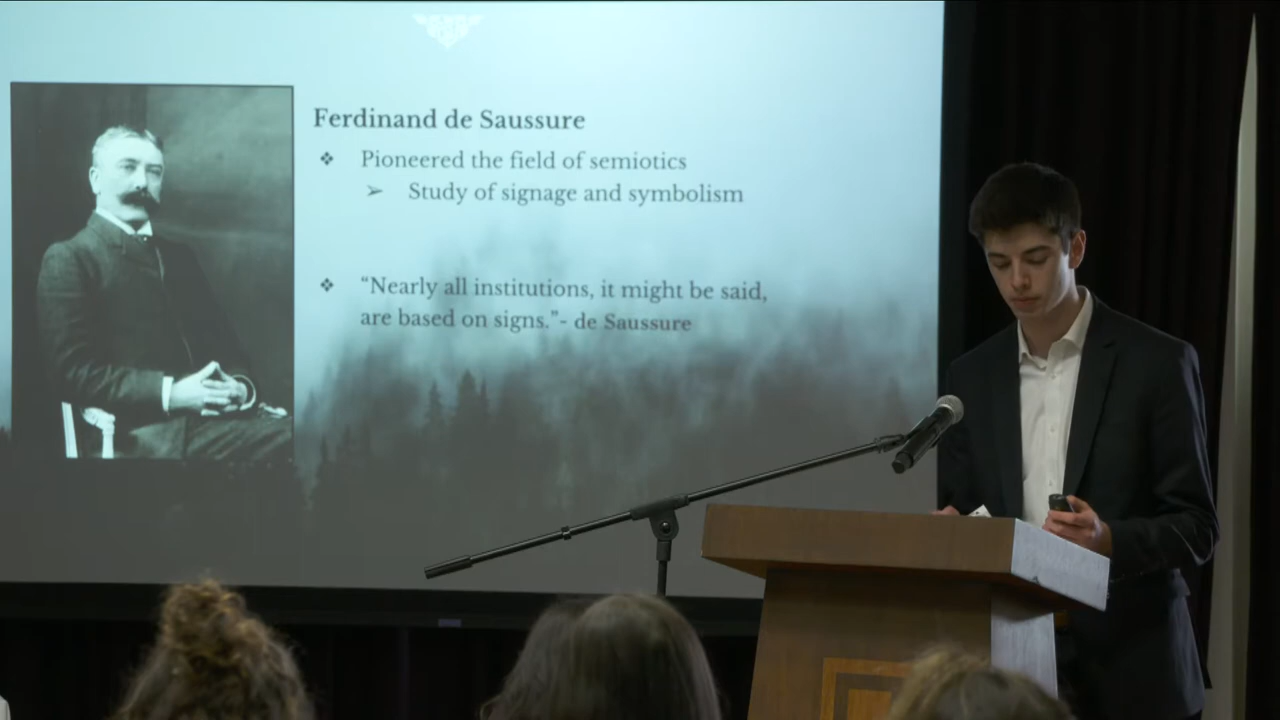 Ferdinand de Saussure
❖ Pioneered the field of semiotics
➢ Study of signage and symbolism
❖ “Nearly all institutions, it might be said,
are based on signs.”- de Saussure